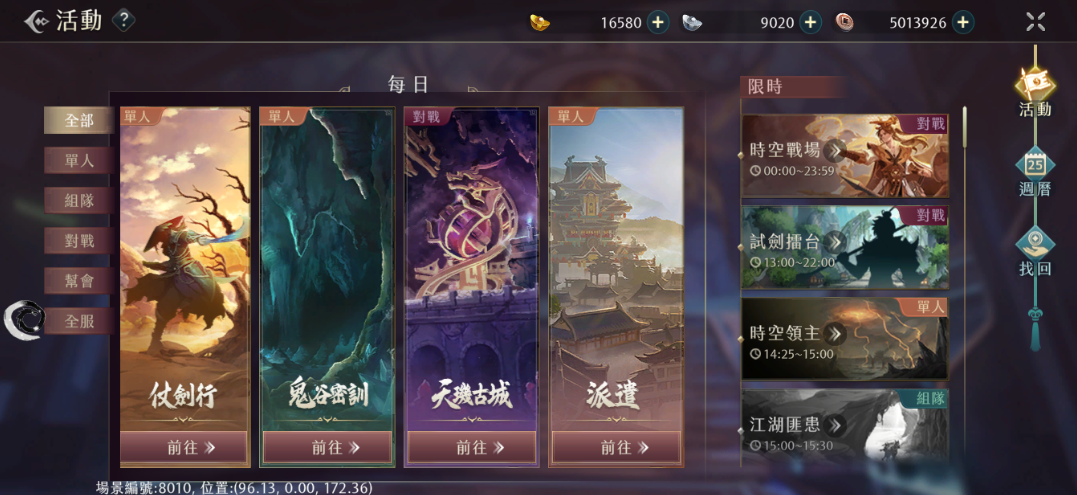 活動 ?
16580 + 9020 + 5013926 +
每日
全部
單人
組隊
對戰
幫會
全服
單人
仗劍行
前往
單人
鬼谷密訓
前往
對戰
天璣古城
前往
單人
派遣
前往
限時
對戰
時空戰場
00:00~23:59
對戰
試劍擂台
13:00~22:00
單人
時空領主
14:25~15:00
組隊
江湖匪患
15:00~15:30
活動
25
週曆
找回
場景編號:8010, 位置:(96.13, 0.00, 172.36)